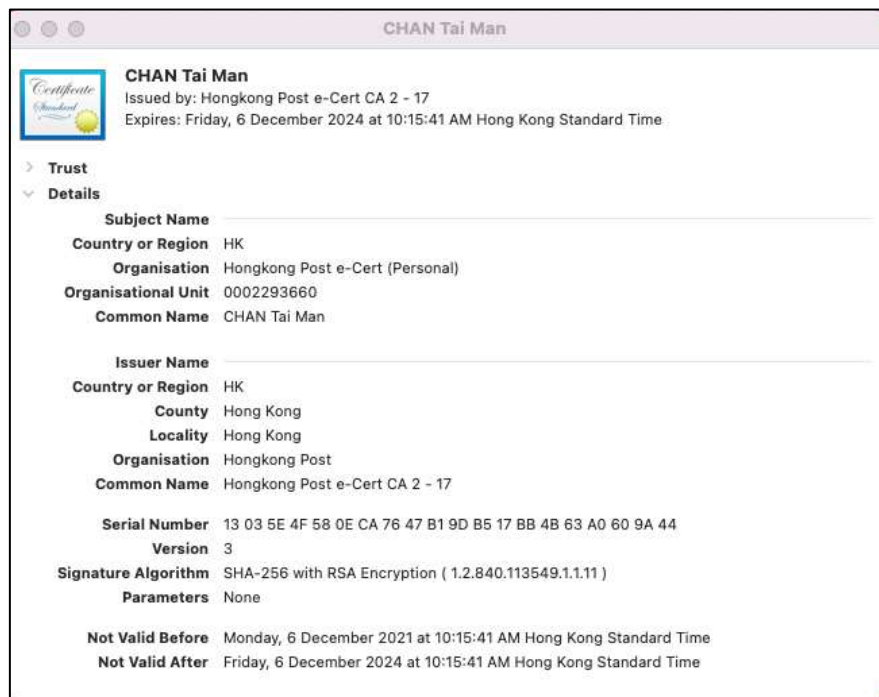 CHAN Tai Man
Certificate
Standard
CHAN Tai Man
Issued by: Hongkong Post e-Cert CA 2 - 17
Expires: Friday, 6 December 2024 at 10:15:41 AM Hong Kong Standard Time
Trust
Details
Subject Name
Country or Region HK
Organisation Hongkong Post e-Cert (Personal)
Organisational Unit 0002293660
Common Name CHAN Tai Man
Issuer Name
Country or Region HK
County Hong Kong
Locality Hong Kong
Organisation Hongkong Post
Common Name Hongkong Post e-Cert CA 2 - 17
Serial Number 13 03 5E 4F 58 0E CA 76 47 B1 9D B5 17 BB 4B 63 A0 60 9A 44
Version 3
Signature Algorithm SHA-256 with RSA Encryption ( 1.2.840.113549.1.1.11 )
Parameters None
Not Valid Before Monday, 6 December 2021 at 10:15:41 AM Hong Kong Standard Time
Not Valid After Friday, 6 December 2024 at 10:15:41 AM Hong Kong Standard Time